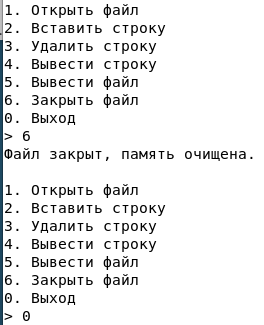 1. Открыть файл
2. Вставить строку
3. Удалить строку
4. Вывести строку
5. Вывести файл
6. Закрыть файл
0. Выход
> 6
Файл закрыт, память очищена.
1. Открыть файл
2. Вставить строку
3. Удалить строку
4. Вывести строку
5. Вывести файл
6. Закрыть файл
0. Выход
> 0